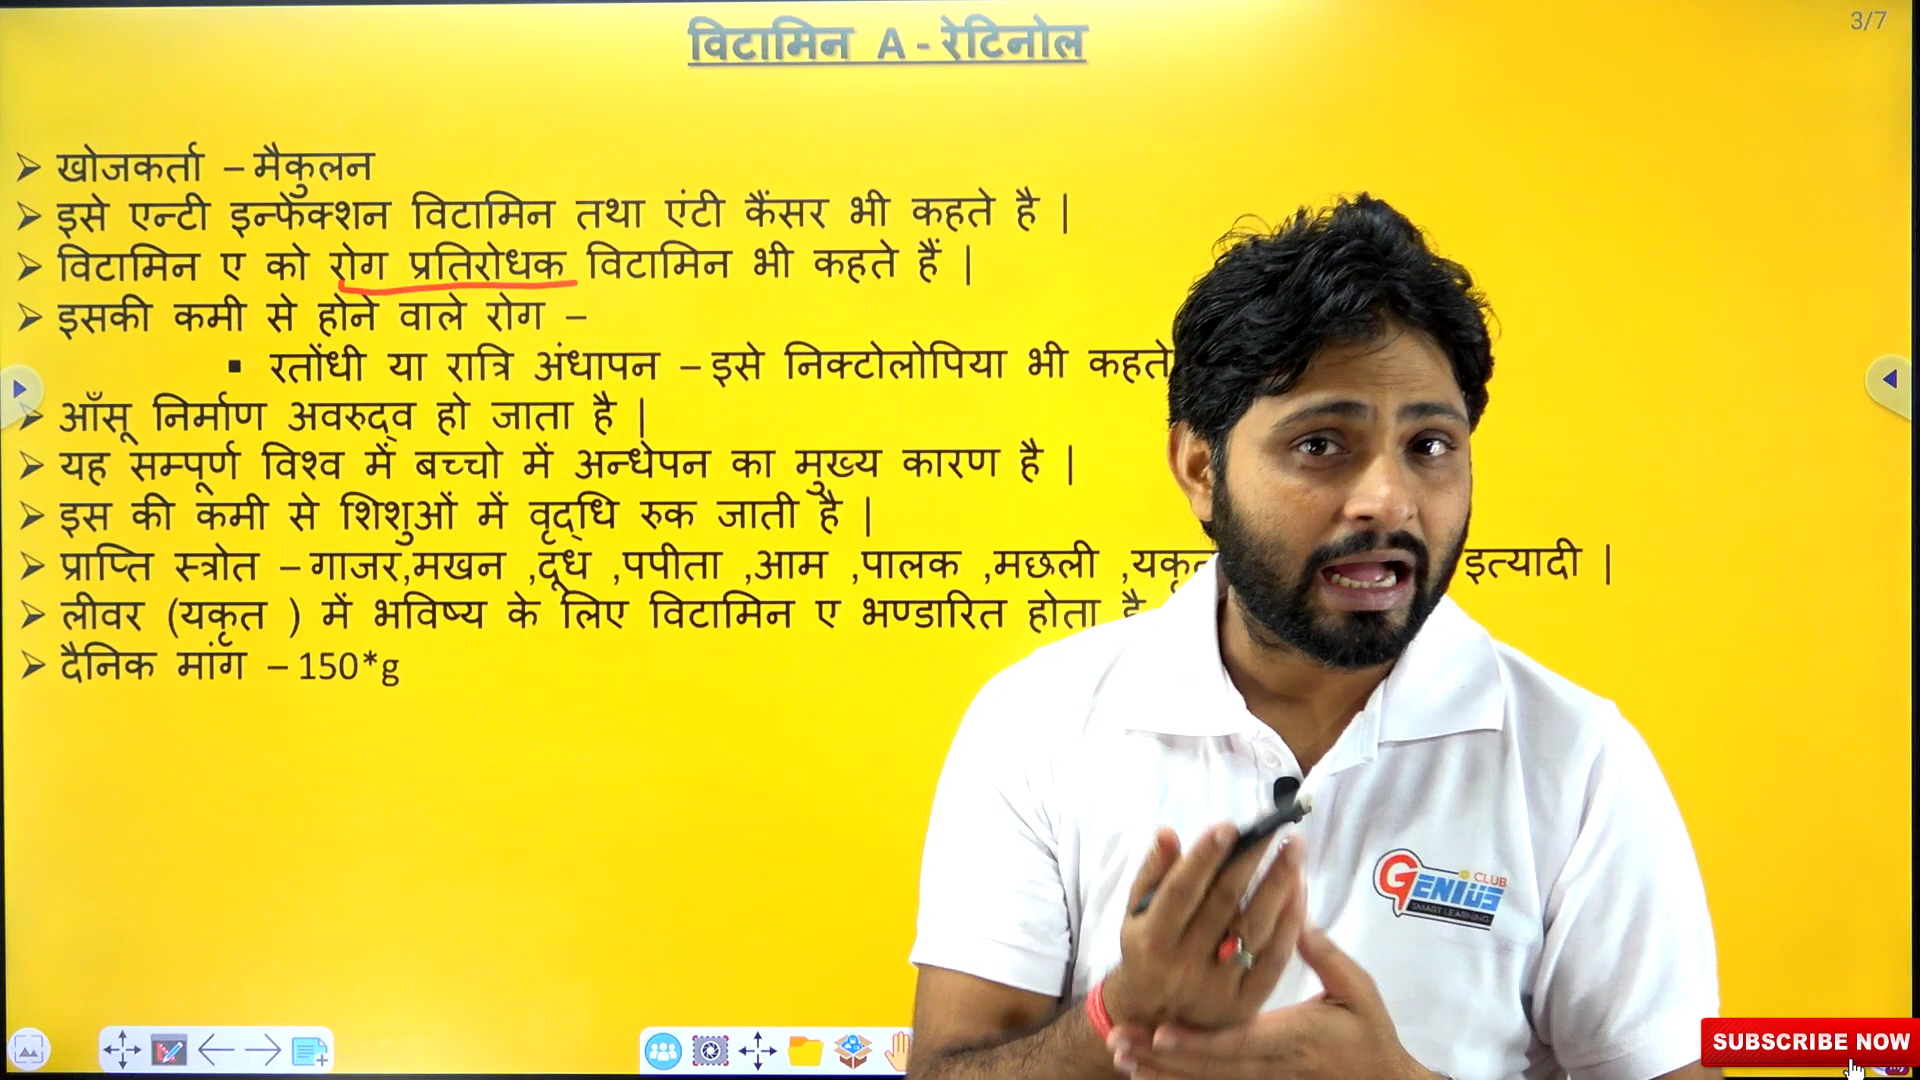 विटामिन A - रेटिनोल
3/7
➢ खोजकर्ता – मैकुलन
➢ इसे एन्टी इन्फेक्शन विटामिन तथा एंटी कैंसर भी कहते है |
➢ विटामिन ए को रोग प्रतिरोधक विटामिन भी कहते हैं |
➢ इसकी कमी से होने वाले रोग –
▪ रतोंधी या रात्रि अंधापन – इसे निक्टोलोपिया भी कहते
➢ आँसू निर्माण अवरुद्व हो जाता है |
➢ यह सम्पूर्ण विश्व में बच्चो में अन्धेपन का मुख्य कारण है |
➢ इस की कमी से शिशुओं में वृद्धि रुक जाती है |
➢ प्राप्ति स्त्रोत – गाजर,मखन ,दूध ,पपीता ,आम ,पालक ,मछली , इत्यादी |
➢ लीवर (यकृत ) में भविष्य के लिए विटामिन ए भण्डारित होता है
➢ दैनिक मांग – 150*g
GENIUS CLUB
SMART LEARNING
SUBSCRIBE NOW